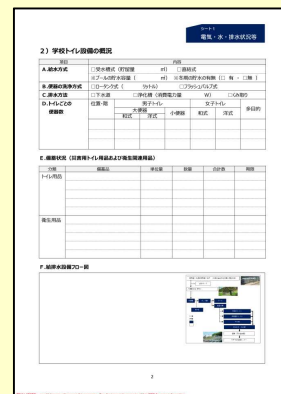 シート1
電気・水・排水状況等
2）学校トイレ設備の概況
項目 内容
A.給水方式 □受水槽式（貯留量 ㎥） □直結式
※プールの貯水容量（ ㎥） ※冬期の貯水の有無（□ 有・□無）
B.便器の洗浄方式 □ロータンク式（ リットル） □フラッシュバルブ式
C.排水方法 □下水道 □浄化槽（消費電力量 W） □くみ取り
D.トイレごとの便器数 位置・階 男子トイレ 女子トイレ 多目的
大便器 小便器 和式 洋式
和式 洋式
E.備蓄状況（災害用トイレ用品および衛生関連用品）
分類 備蓄品 単位量 数量 合計値 期限
トイレ用品
衛生用品
F.給排水設備フロー図
2